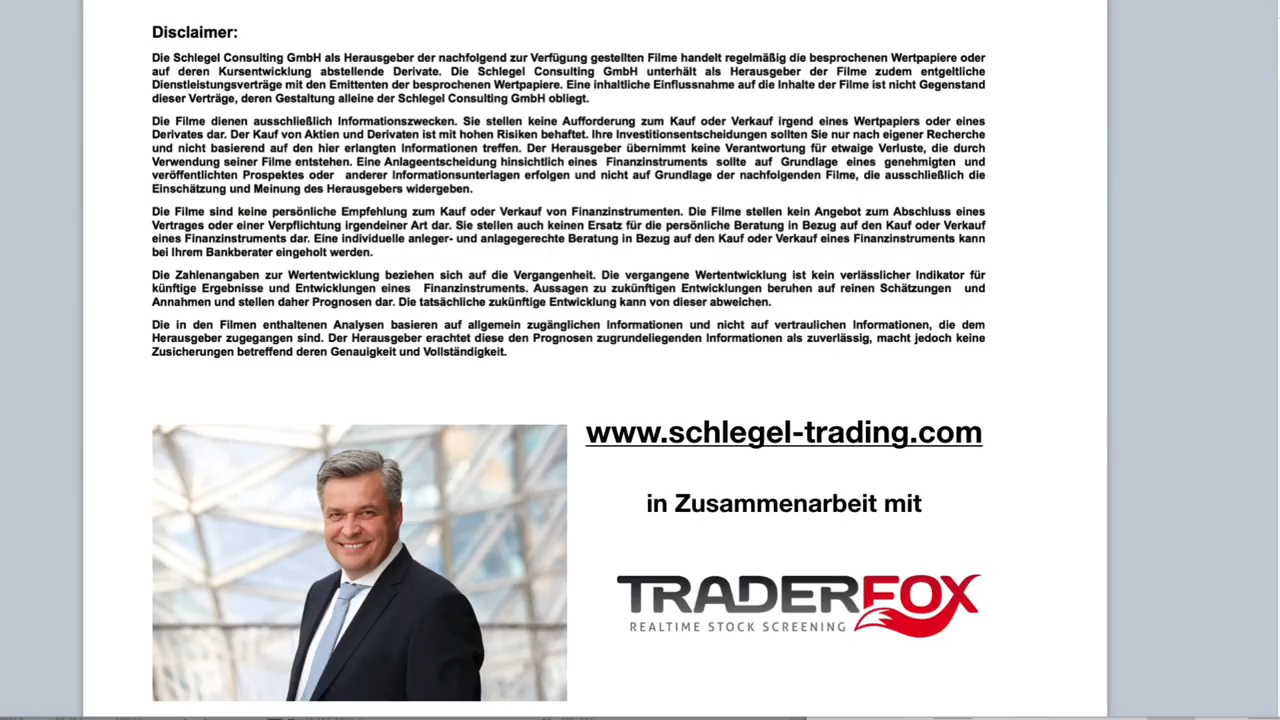 Disclaimer:
Die Schlegel Consulting GmbH als Herausgeber der nachfolgend zur Verfügung gestellten Filme handelt regelmäßig die besprochenen Wertpapiere oder
auf deren Kursentwicklung abstellende Derivate. Die Schlegel Consulting GmbH unterhält als Herausgeber der Filme zudem entgeltliche
Dienstleistungsverträge mit den Emittenten der besprochenen Wertpapiere. Eine inhaltliche Einflussnahme auf die Inhalte der Filme ist nicht Gegenstand
dieser Verträge, deren Gestaltung alleine der Schlegel Consulting GmbH obliegt.
Die Filme dienen ausschließlich Informationszwecken. Sie stellen keine Aufforderung zum Kauf oder Verkauf irgend eines Wertpapiers oder eines
Derivates dar. Der Kauf von Aktien und Derivaten ist mit hohen Risiken behaftet. Ihre Investitionsentscheidungen sollten Sie nur nach eigener Recherche
und nicht basierend auf den hier erlangten Informationen treffen. Der Herausgeber übernimmt keine Verantwortung für etwaige Verluste, die durch
Verwendung seiner Filme entstehen. Eine Anlageentscheidung hinsichtlich eines Finanzinstruments sollte auf Grundlage eines genehmigten und
veröffentlichten Prospektes oder anderer Informationsunterlagen erfolgen und nicht auf Grundlage der nachfolgenden Filme, die ausschließlich die
Einschätzung und Meinung des Herausgebers widergeben.
Die Filme sind keine persönliche Empfehlung zum Kauf oder Verkauf von Finanzinstrumenten. Die Filme stellen kein Angebot zum Abschluss eines
Vertrages oder einer Verpflichtung irgendeiner Art dar. Sie stellen auch keinen Ersatz für die persönliche Beratung in Bezug auf den Kauf oder Verkauf
eines Finanzinstruments dar. Eine individuelle anleger- und anlagegerechte Beratung in Bezug auf den Kauf oder Verkauf eines Finanzinstruments kann
bei Ihrem Bankberater eingeholt werden.
Die Zahlenangaben zur Wertentwicklung beziehen sich auf die Vergangenheit. Die vergangene Wertentwicklung ist kein verlässlicher Indikator für
künftige Ergebnisse und Entwicklungen eines Finanzinstruments. Aussagen zu zukünftigen Entwicklungen beruhen auf reinen Schätzungen und
Annahmen und stellen daher Prognosen dar. Die tatsächliche zukünftige Entwicklung kann von dieser abweichen.
Die in den Filmen enthaltenen Analysen basieren auf allgemein zugänglichen Informationen und nicht auf vertraulichen Informationen, die dem
Herausgeber zugegangen sind. Der Herausgeber erachtet diese den Prognosen zugrundeliegenden Informationen als zuverlässig, macht jedoch keine
Zusicherungen betreffend deren Genauigkeit und Vollständigkeit.
www.schlegel-trading.com
in Zusammenarbeit mit
TRADERFOX
REALTIME STOCK SCREENING